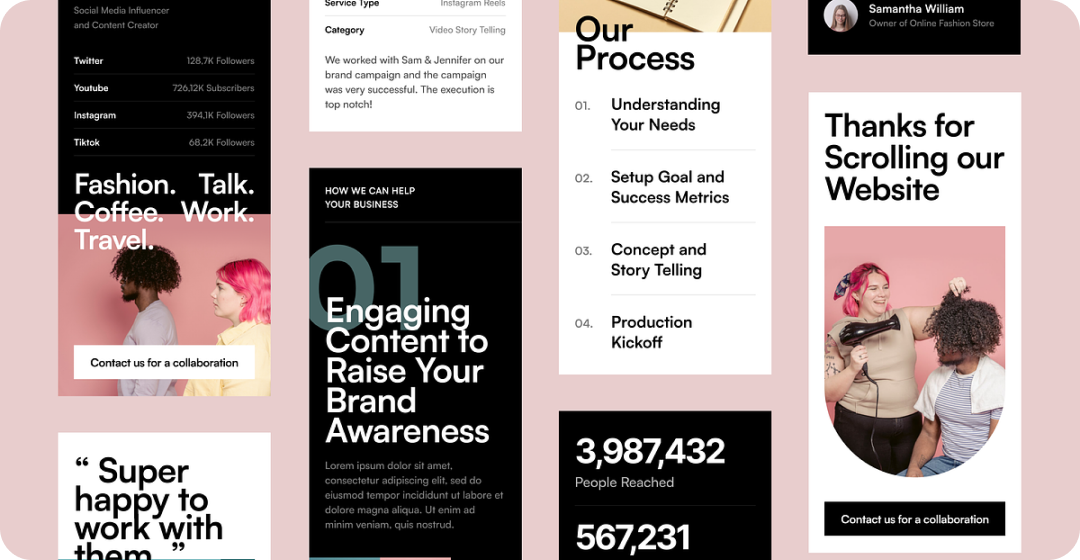 Social Media Influencer
and Content Creator
Twitter 128,7K Followers
Youtube 726,12K Subscribers
Instagram 394,1K Followers
Tiktok 68,2K Followers
Fashion. Talk.
Coffee. Work.
Travel.
Contact us for a collaboration
“ Super
happy to
work with
them. ”
Service Type Instagram Reels
Category Video Story Telling
We worked with Sam & Jennifer on our
brand campaign and the campaign
was very successful. The execution is
top notch!
HOW WE CAN HELP
YOUR BUSINESS
01
Engaging
Content to
Raise Your
Brand
Awareness
Lorem ipsum dolor sit amet,
consectetur adipiscing elit, sed do
eiusmod tempor incididunt ut labore et
dolore magna aliqua. Ut enim ad
minim veniam, quis nostrud.
Our
Process
01. Understanding
Your Needs
02. Setup Goal and
Success Metrics
03. Concept and
Story Telling
04. Production
Kickoff
3,987,432
People Reached
567,231
Samantha William
Owner of Online Fashion Store
Thanks for
Scrolling our
Website
Contact us for a collaboration